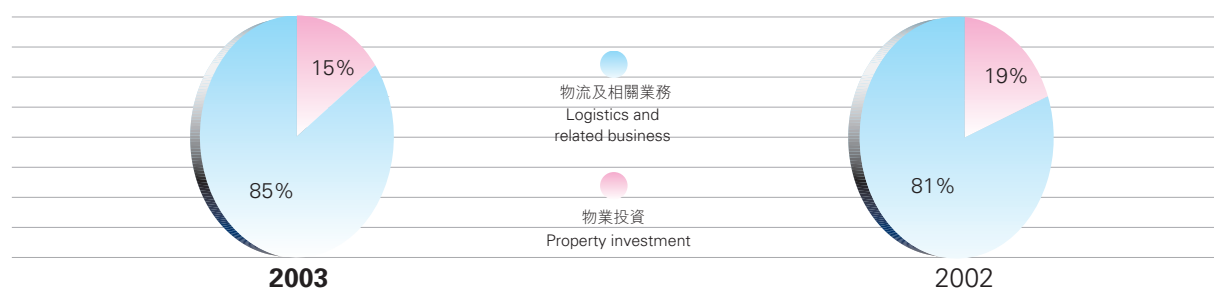 15%
85%
2003
物流及相關業務
Logistics and
related business
物業投資
Property investment
19%
81%
2002